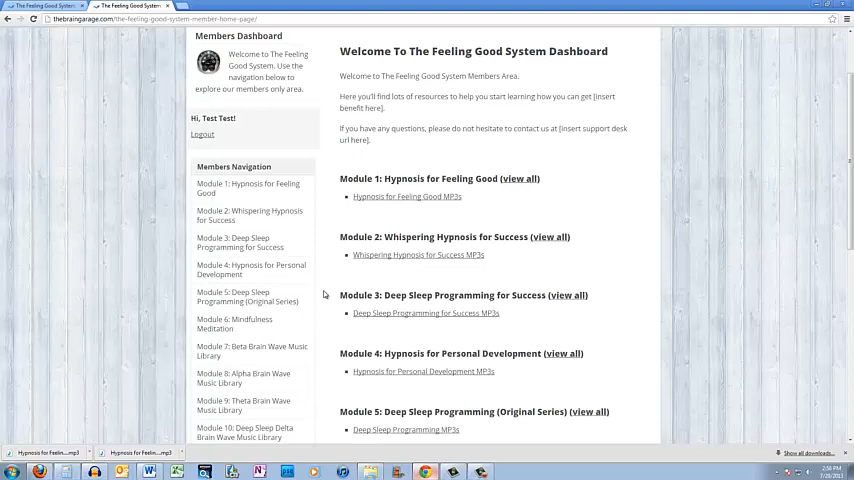 The Feeling Good System
The Feeling Good System
thebraingarage.com/the-feeling-good-system-member-home-page/
Members Dashboard
Welcome to The Feeling
Good System. Use the
navigation below to
explore our members only area.
Hi, Test Test!
Logout
Members Navigation
Module 1: Hypnosis for Feeling
Good
Module 2: Whispering Hypnosis
for Success
Module 3: Deep Sleep
Programming for Success
Module 4: Hypnosis for Personal
Development
Module 5: Deep Sleep
Programming (Original Series)
Module 6: Mindfulness
Meditation
Module 7: Beta Brain Wave Music
Library
Module 8: Alpha Brain Wave
Music Library
Module 9: Theta Brain Wave
Music Library
Module 10: Deep Sleep Delta
Brain Wave Music Library
Welcome To The Feeling Good System Dashboard
Welcome to The Feeling Good System Members Area.
Here you'll find lots of resources to help you start learning how you can get [insert
benefit here].
If you have any questions, please do not hesitate to contact us at [insert support desk
url here].
Module 1: Hypnosis for Feeling Good (view all)
Hypnosis for Feeling Good MP3s
Module 2: Whispering Hypnosis for Success (view all)
Whispering Hypnosis for Success MP3s
Module 3: Deep Sleep Programming for Success (view all)
Deep Sleep Programming for Success MP3s
Module 4: Hypnosis for Personal Development (view all)
Hypnosis for Personal Development MP3s
Module 5: Deep Sleep Programming (Original Series) (view all)
Deep Sleep Programming MP3s
Hypnosis for Feelin....mp3
Hypnosis for Feelin....mp3
Show all downloads...
2:56 PM